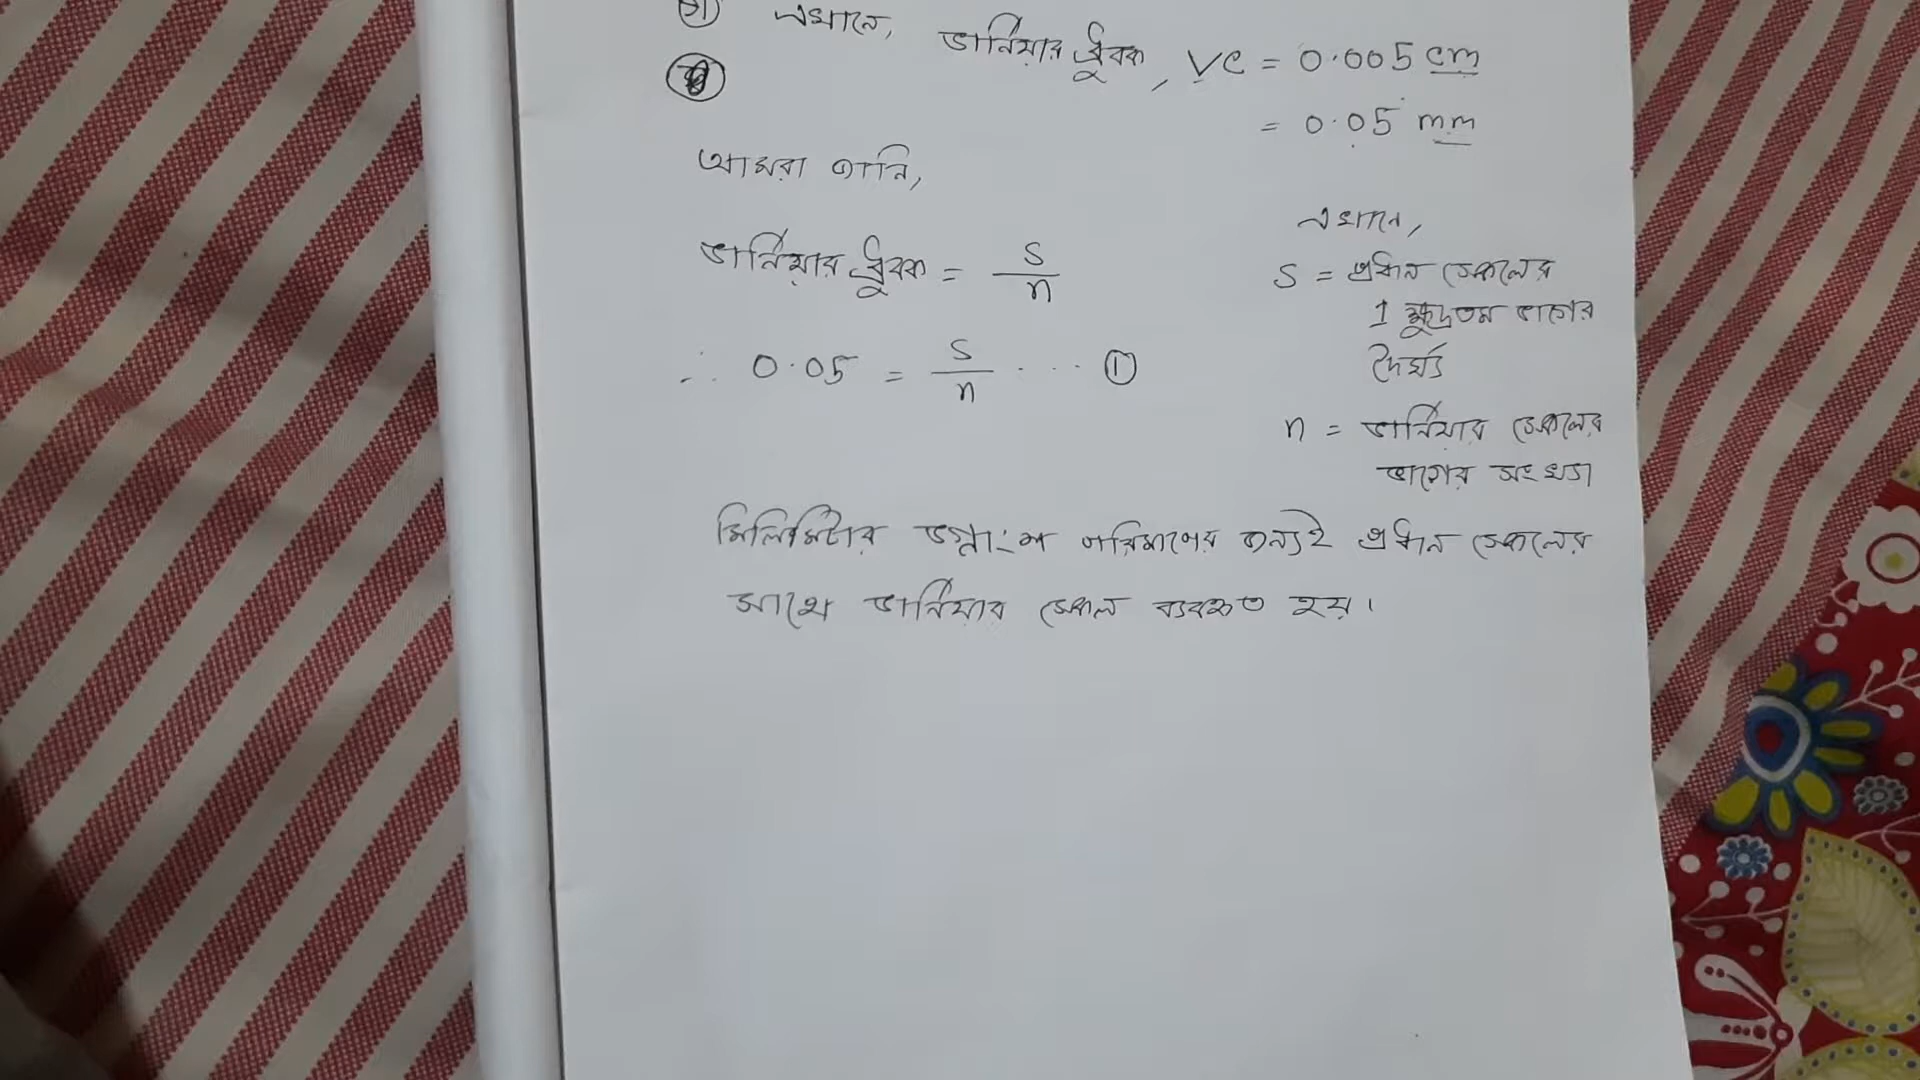 গ) এখানে, ভার্নিয়ার ধ্রুবক, VC = 0.005 cm
= 0.05 mm
আমরা জানি,
ভার্নিয়ার ধ্রুবক = S/n
∴ 0.05 = S/n ... ①
এখানে,
S = প্রধান স্কেলের
1 ক্ষুদ্রতম ভাগের
দৈর্ঘ্য
n = ভার্নিয়ার স্কেলের
ভাগের সংখ্যা
মিলিমিটার ভগ্নাংশ পরিমাপের জন্যই প্রধান স্কেলের
সাথে ভার্নিয়ার স্কেল ব্যবহৃত হয়।